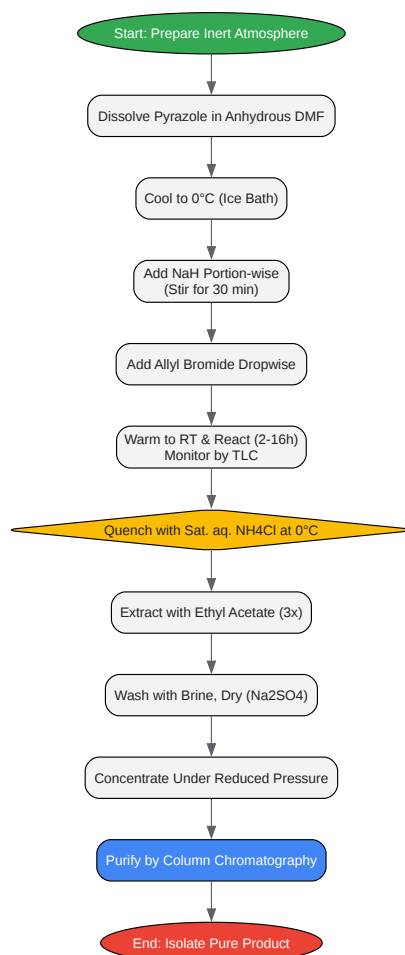 Start: Prepare Inert Atmosphere
Dissolve Pyrazole in Anhydrous DMF
Cool to 0°C (Ice Bath)
Add NaH Portion-wise
(Stir for 30 min)
Add Allyl Bromide Dropwise
Warm to RT & React (2-16h)
Monitor by TLC
Quench with Sat. aq. NH4Cl at 0°C
Extract with Ethyl Acetate (3x)
Wash with Brine, Dry (Na2SO4)
Concentrate Under Reduced Pressure
Purify by Column Chromatography
End: Isolate Pure Product